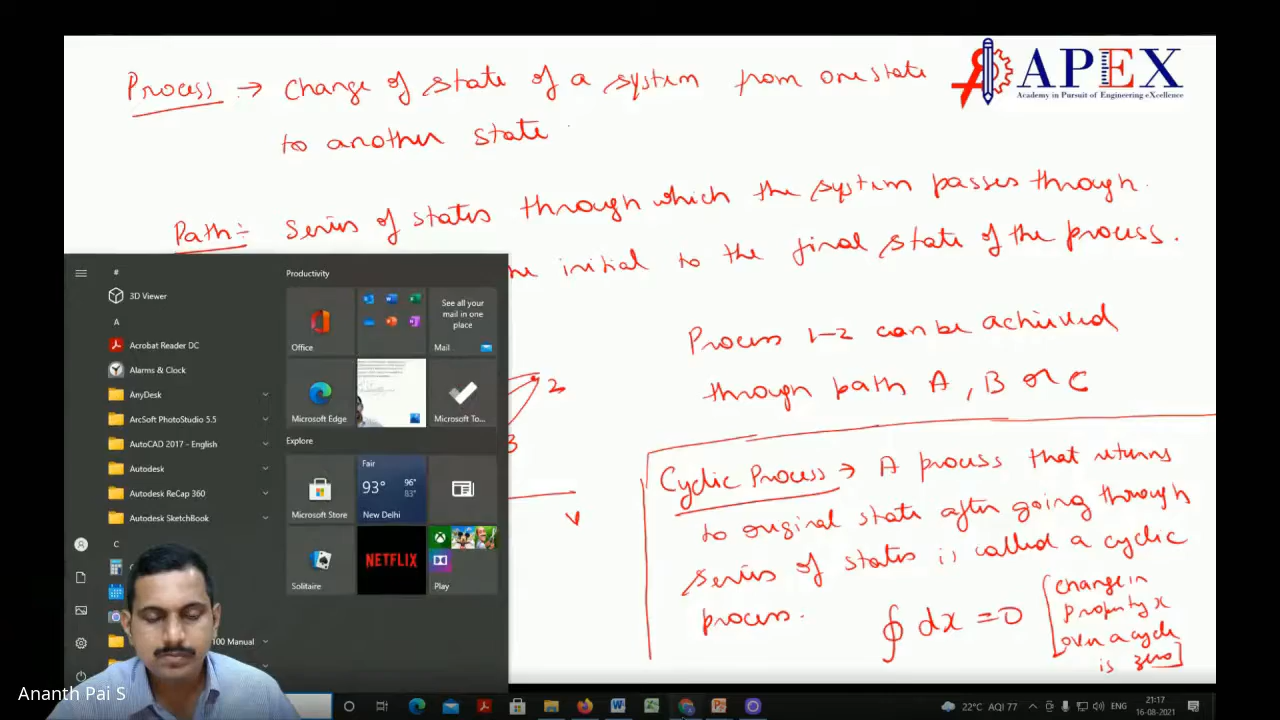 Process → Change of state of a system from one state
to another state
APEX
Academy in Pursuit of Engineering eXcellence
Path:- Series of states through which the system passes through
initial to the final state of the process.
Process 1-2 can be achieved
through path A, B or C
2
B
v
Cyclic Process → A process that returns
to original state after going through
series of states is called a cyclic
process. ∮ dx = 0
[change in
property x
over a cycle
is zero]
#
3D Viewer
A
Acrobat Reader DC
Alarms & Clock
AnyDesk
ArcSoft PhotoStudio 5.5
AutoCAD 2017 - English
Autodesk
Autodesk ReCap 360
Autodesk SketchBook
C
100 Manual
Productivity
Office
See all your
mail in one
place
Mail
Microsoft Edge
Microsoft To...
Explore
Microsoft Store
Fair
93° 96°
83°
New Delhi
Solitaire
NETFLIX
Play
Ananth Pai S
22°C AQI 77
ENG
21:17
16-08-2021